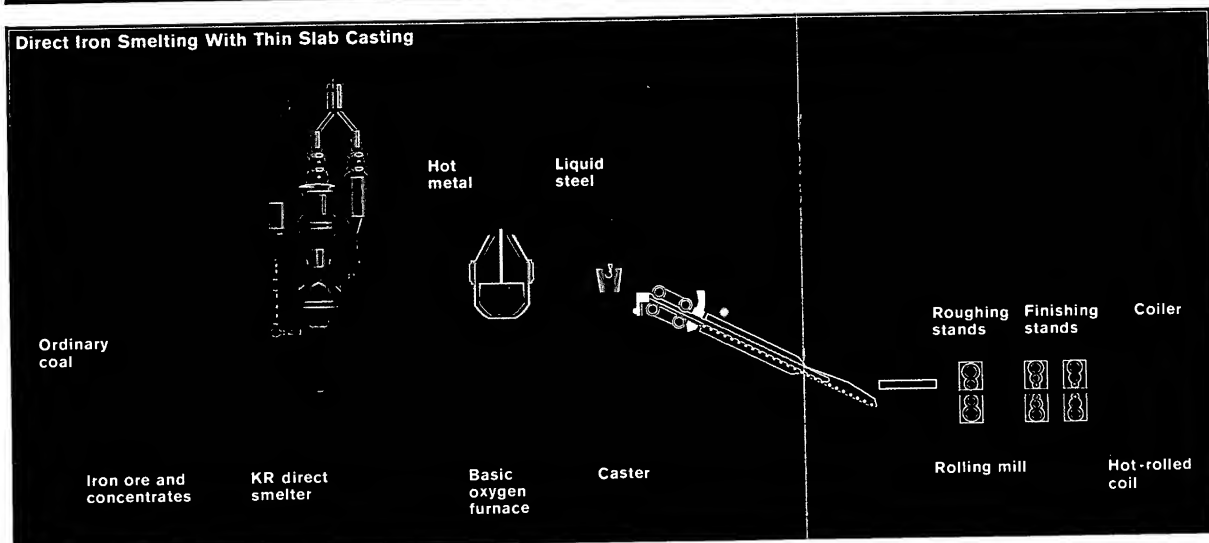 Direct Iron Smelting With Thin Slab Casting
Hot
metal
Liquid
steel
Ordinary
coal
Roughing
stands
Finishing
stands
Coiler
Iron ore and
concentrates
KR direct
smelter
Basic
oxygen
furnace
Caster
Rolling mill
Hot-rolled
coil